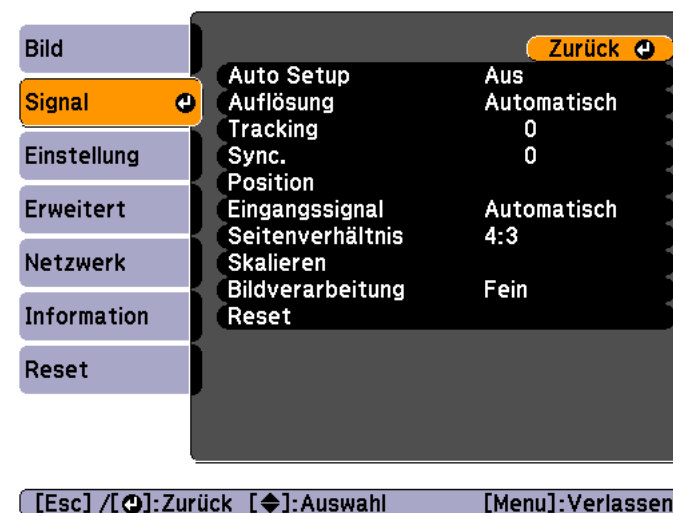 Bild
Signal
Einstellung
Erweitert
Netzwerk
Information
Reset
Zurück
Auto Setup Aus
Auflösung Automatisch
Tracking 0
Sync. 0
Position
Eingangssignal Automatisch
Seitenverhältnis 4:3
Skalieren
Bildverarbeitung Fein
Reset
[Esc] /[⏎]:Zurück [◆]:Auswahl [Menu]:Verlassen